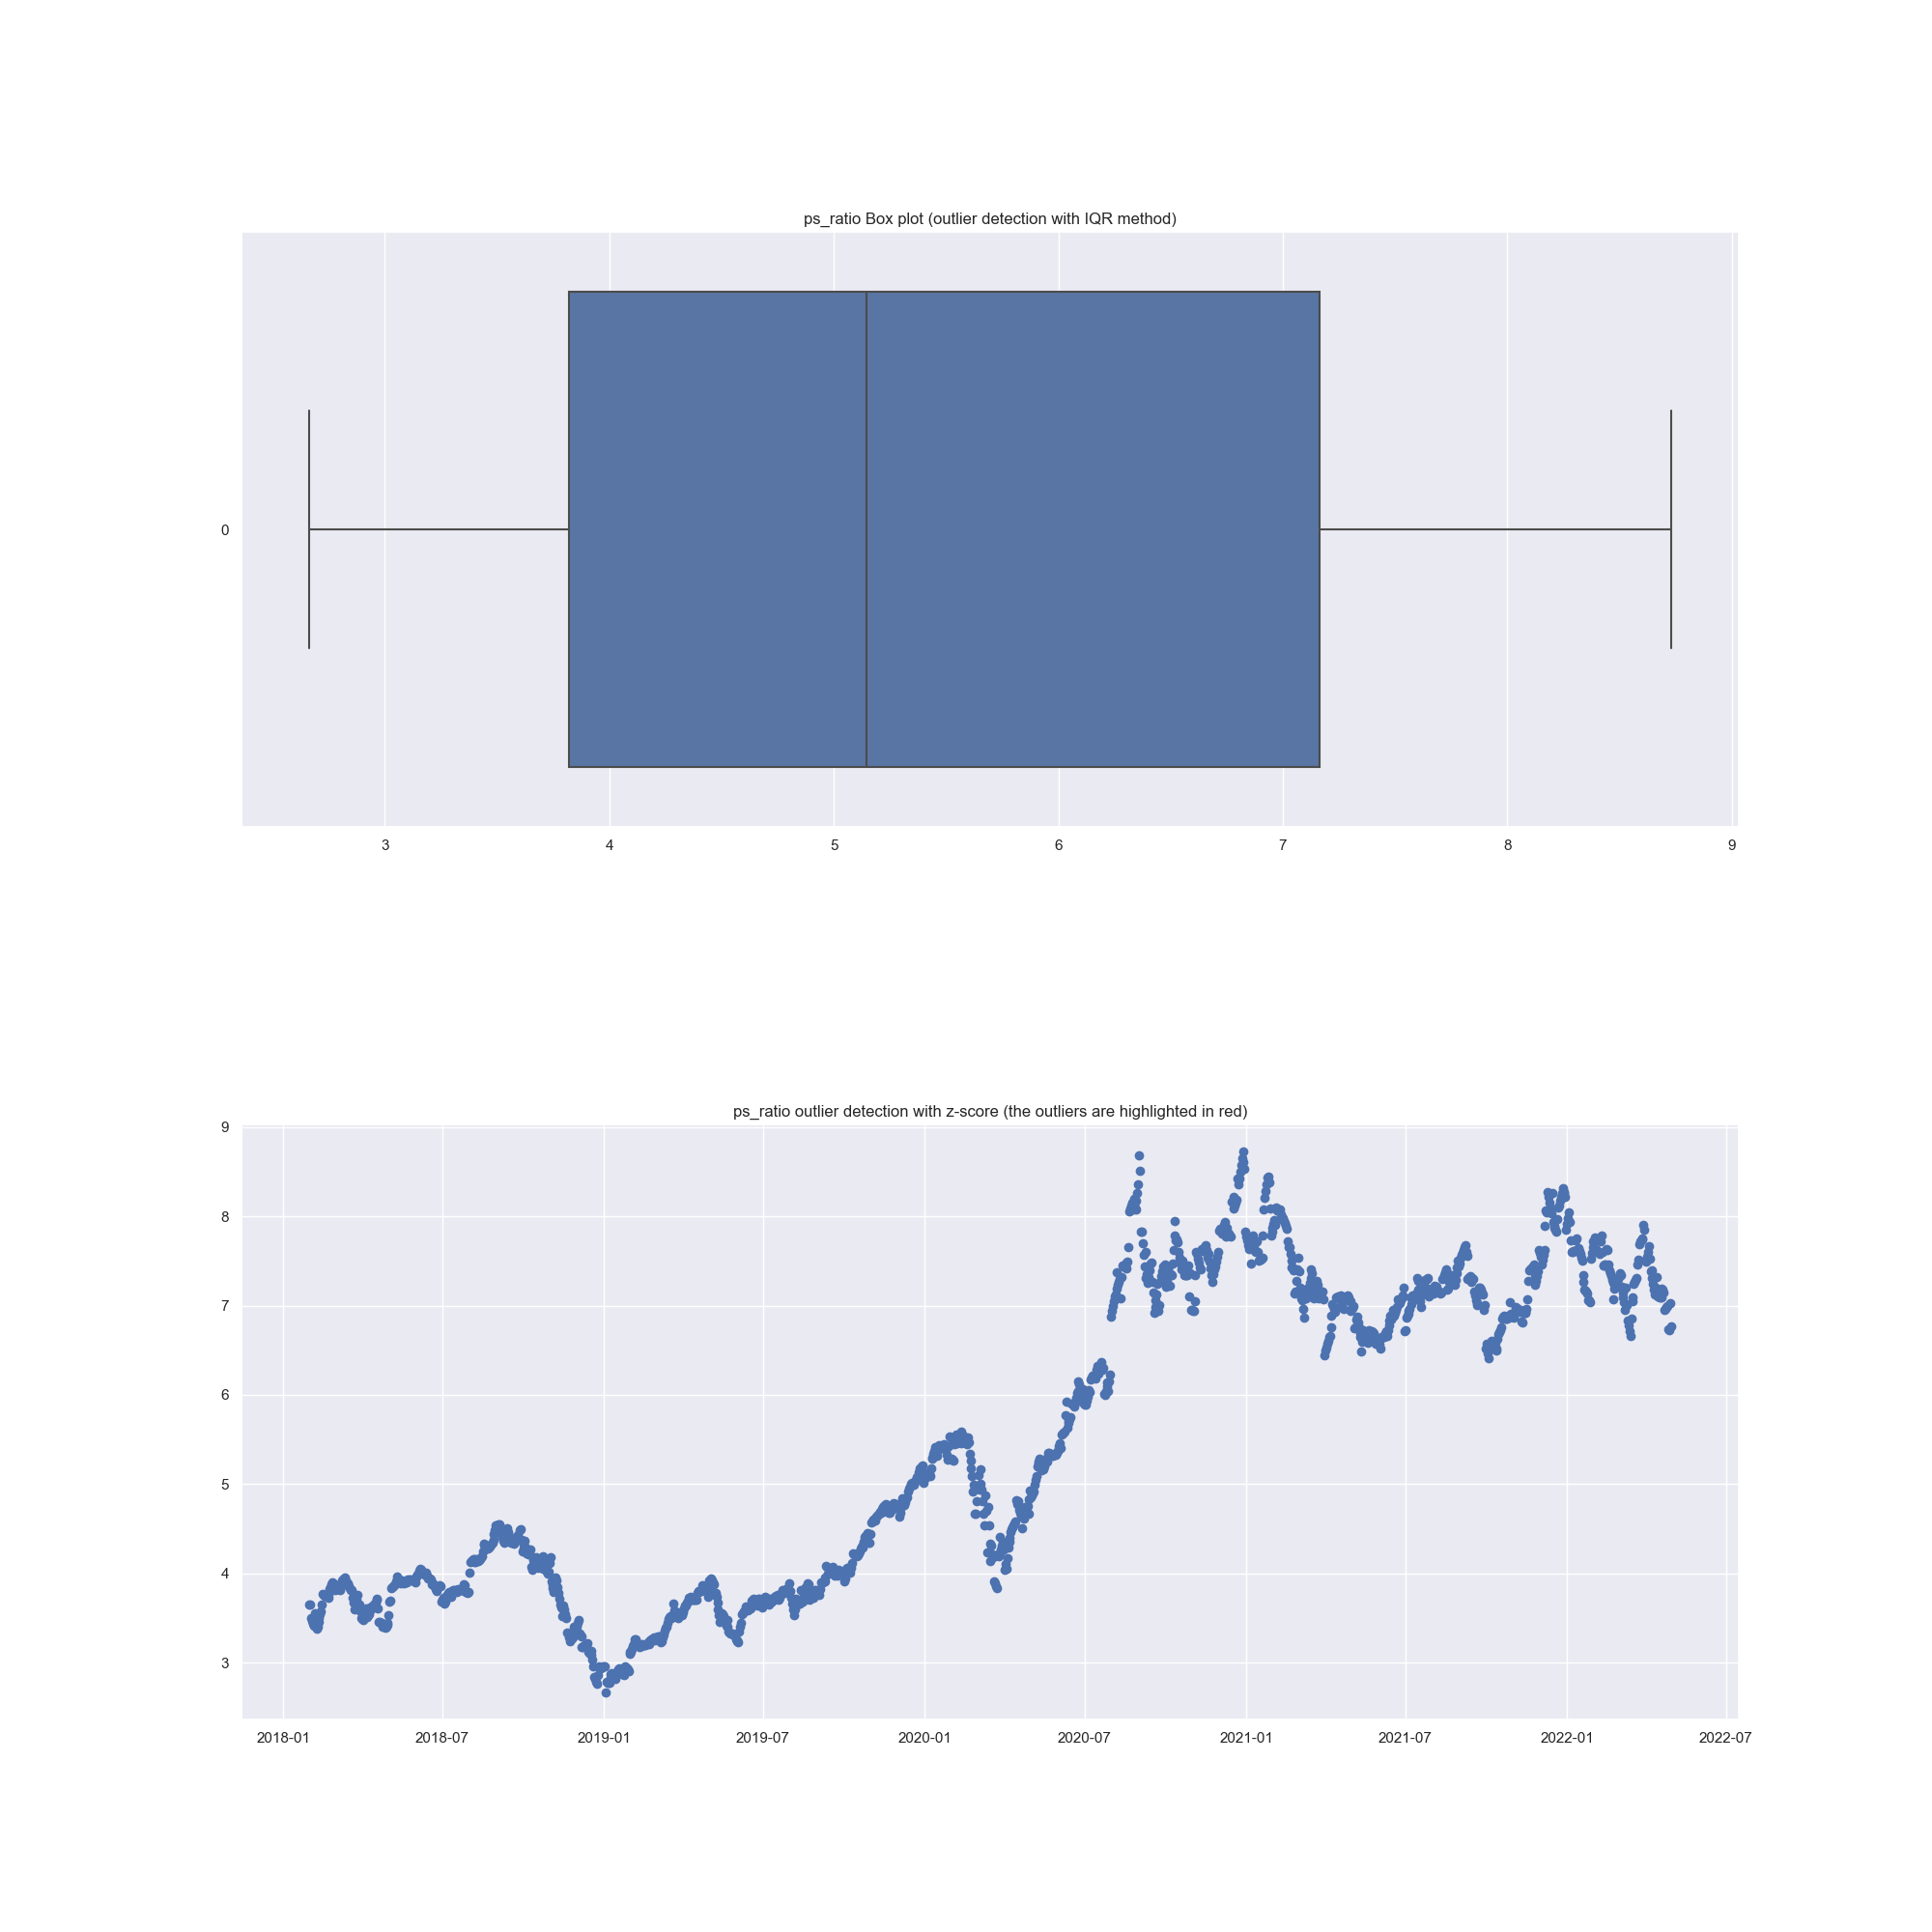 ps_ratio Box plot (outlier detection with IQR method)
0
3 4 5 6 7 8 9
ps_ratio outlier detection with z-score (the outliers are highlighted in red)
9
8
7
6
5
4
3
2018-01 2018-07 2019-01 2019-07 2020-01 2020-07 2021-01 2021-07 2022-01 2022-07